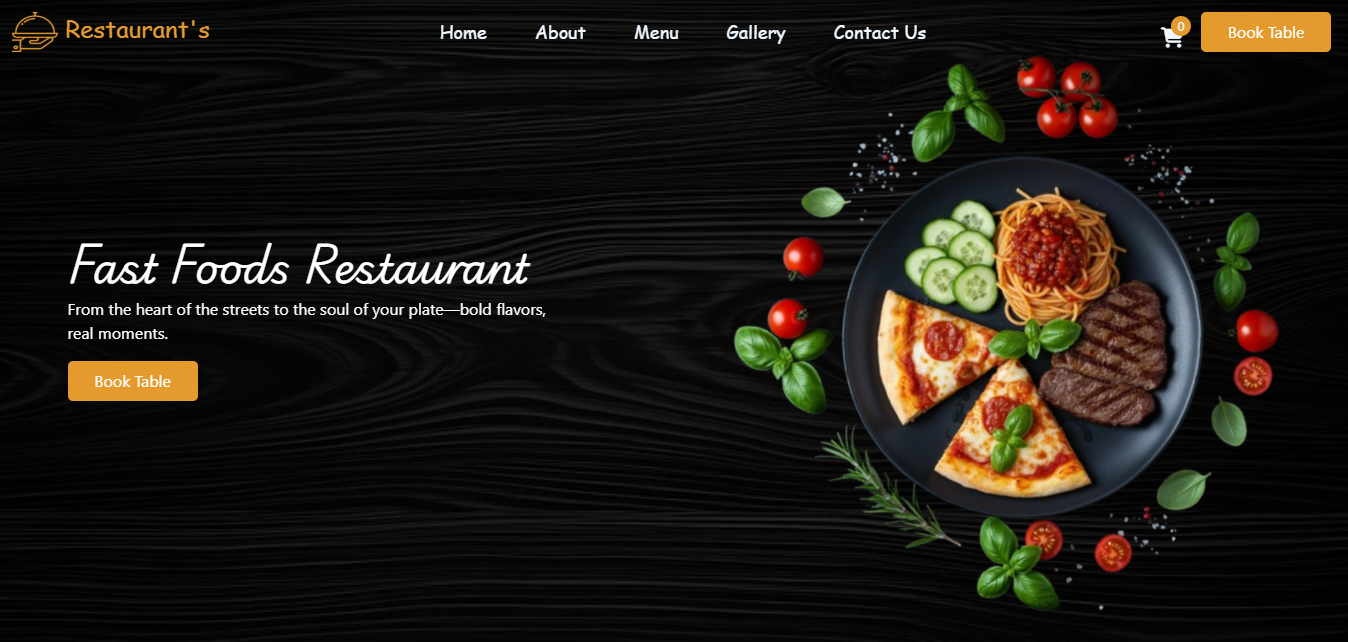 Restaurant's
Home About Menu Gallery Contact Us
0
Book Table
Fast Foods Restaurant
From the heart of the streets to the soul of your plate—bold flavors,
real moments.
Book Table